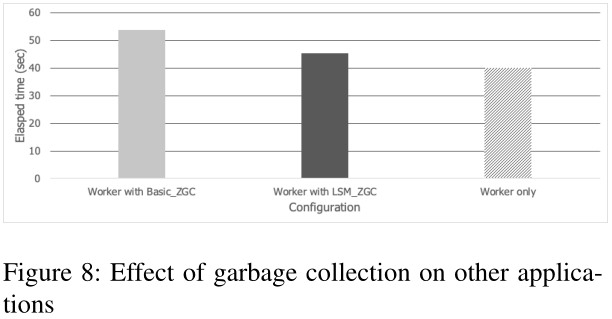 60
50
40
30
20
10
0
Elasped time (sec)
Worker with Basic_ZGC
Worker with LSM_ZGC
Worker only
Configuration
Figure 8: Effect of garbage collection on other applica-
tions